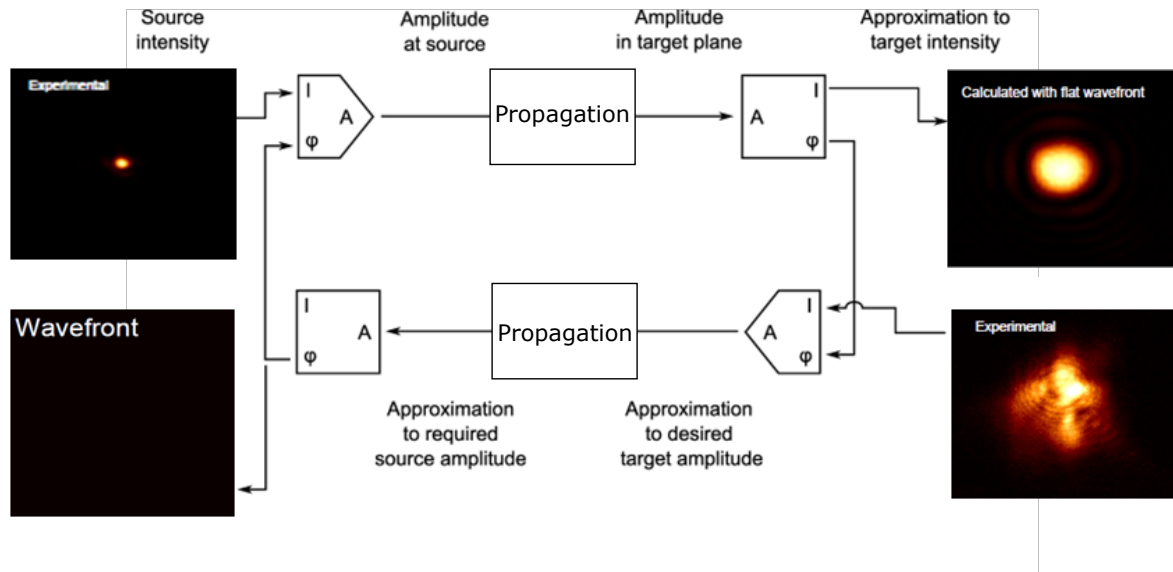 Source
intensity
Amplitude
at source
Amplitude
in target plane
Approximation to
target intensity
Experimental
I
A
φ
Propagation
A
I
φ
Calculated with flat wavefront
Wavefront
I
A
φ
Propagation
I
A
φ
Experimental
Approximation
to required
source amplitude
Approximation
to desired
target amplitude